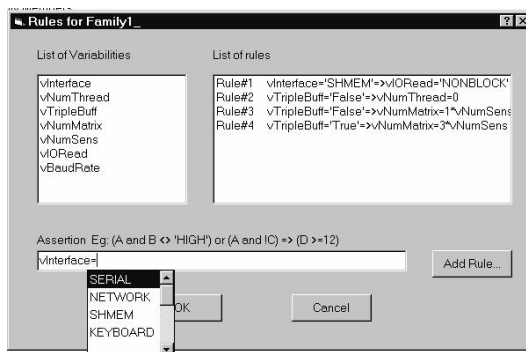 Rules for Family1_
List of Variabilities
List of rules
vInterface
vNumThread
vTripleBuff
vNumMatrix
vNumSens
vIORead
vBaudRate
Rule#1 vInterface='SHMEM'=>vIORead='NONBLOCK'
Rule#2 vTripleBuff='False'=>vNumThread=0
Rule#3 vTripleBuff='False'=>vNumMatrix=1*vNumSens
Rule#4 vTripleBuff='True'=>vNumMatrix=3*vNumSens
Assertion Eg: (A and B <> 'HIGH') or (A and !C) => (D >=12)
vInterface=
Add Rule...
SERIAL
NETWORK
SHMEM
KEYBOARD
OK
Cancel